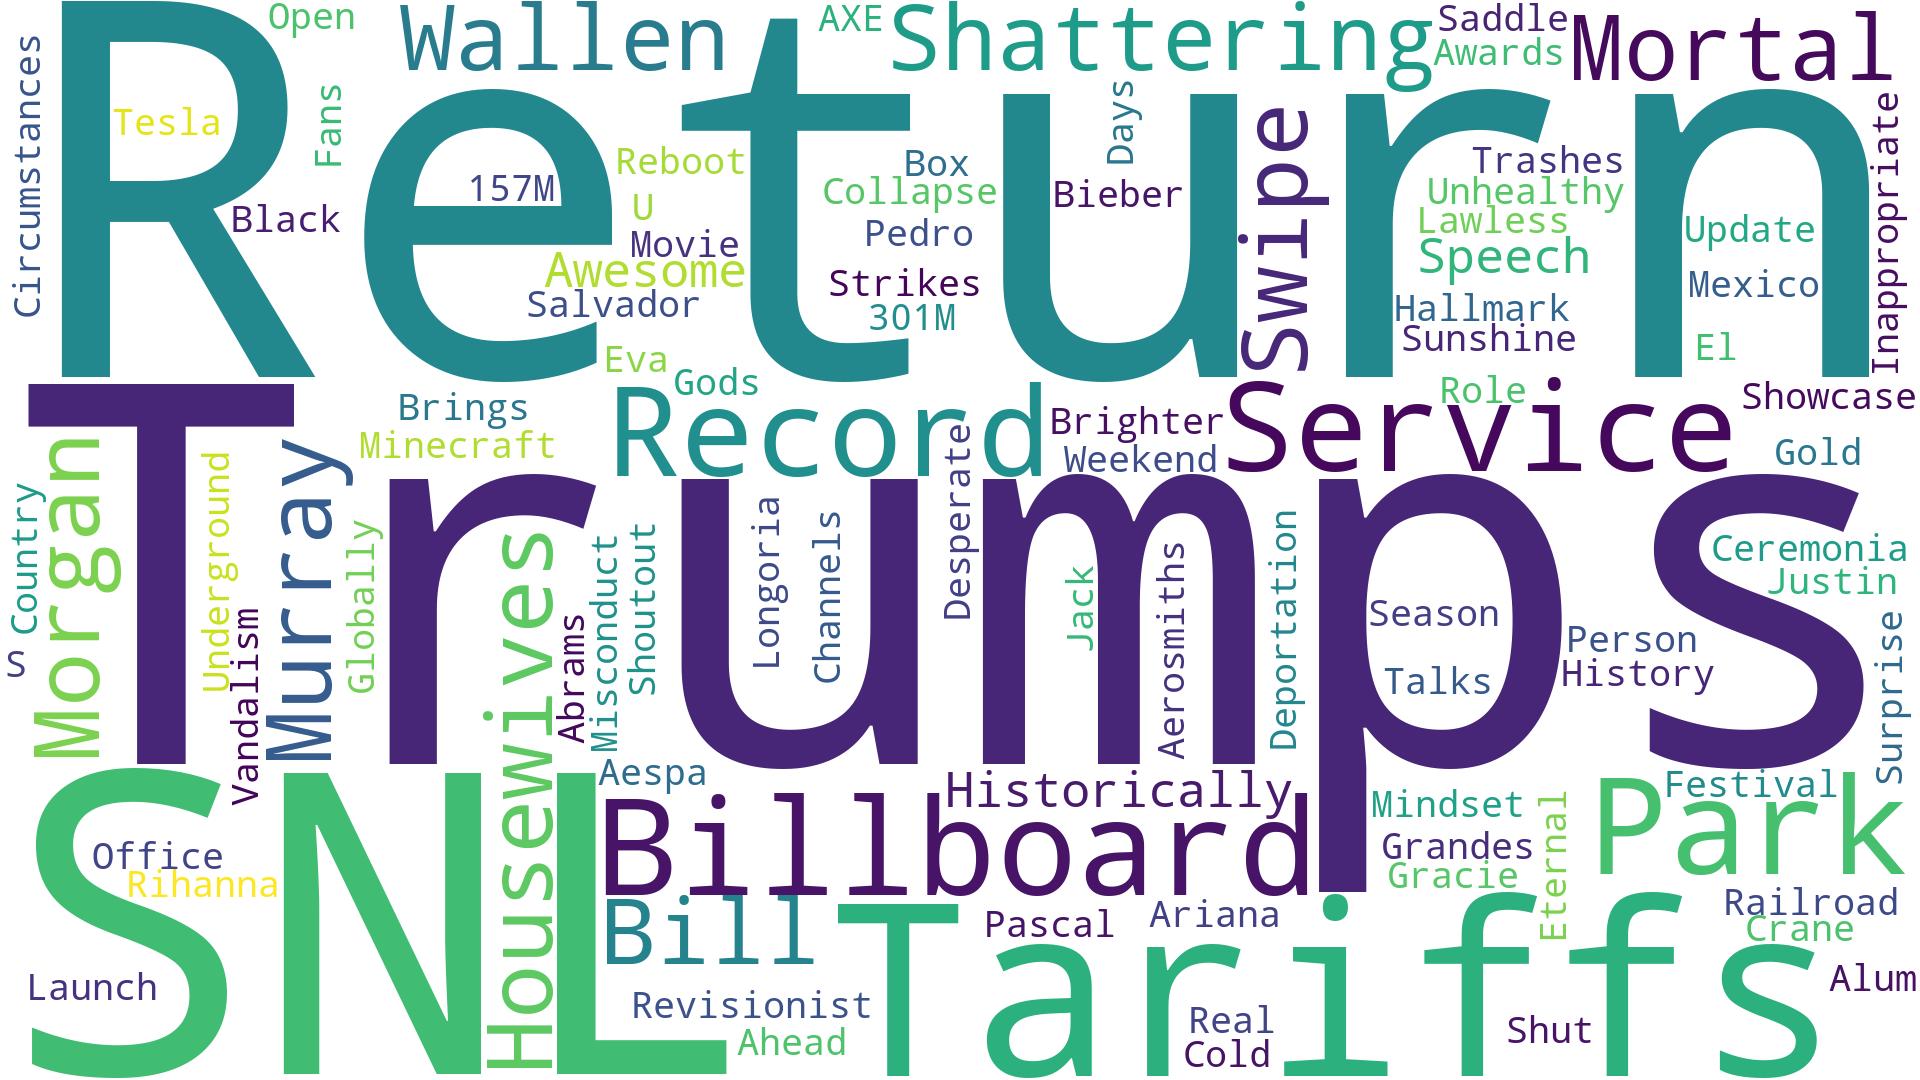 Open
Wallen
AXE
Shattering
Saddle
Awards
Mortal
Circumstances
Return
Tesla
Fans
Days
Swipe
Inappropriate
Reboot
Box
Trashes
157M
U
Collapse
Bieber
Unhealthy
Black
Movie
Pedro
Lawless
Update
Awesome
Speech
Salvador
Strikes
Mexico
301M
Hallmark
Sunshine
Eva
El
Gods
Role
Showcase
Brings
Record
Brighter
Service
Minecraft
Weekend
Gold
Desperate
Morgan
Trumps
Murray
Country
Underground
Globally
Housewives
Longoria
Channels
Deportation
Ceremonia
Jack
Aerosmiths
Justin
Misconduct
Shoutout
Abrams
Season
Person
S
Talks
History
Surprise
Vandalism
Aespa
Historically
Festival
SNL
Billboard
Mindset
Park
Office
Grandes
Eternal
Rihanna
Gracie
Bill
Tariffs
Pascal
Ariana
Railroad
Crane
Launch
Alum
Revisionist
Real
Ahead
Cold
Shut